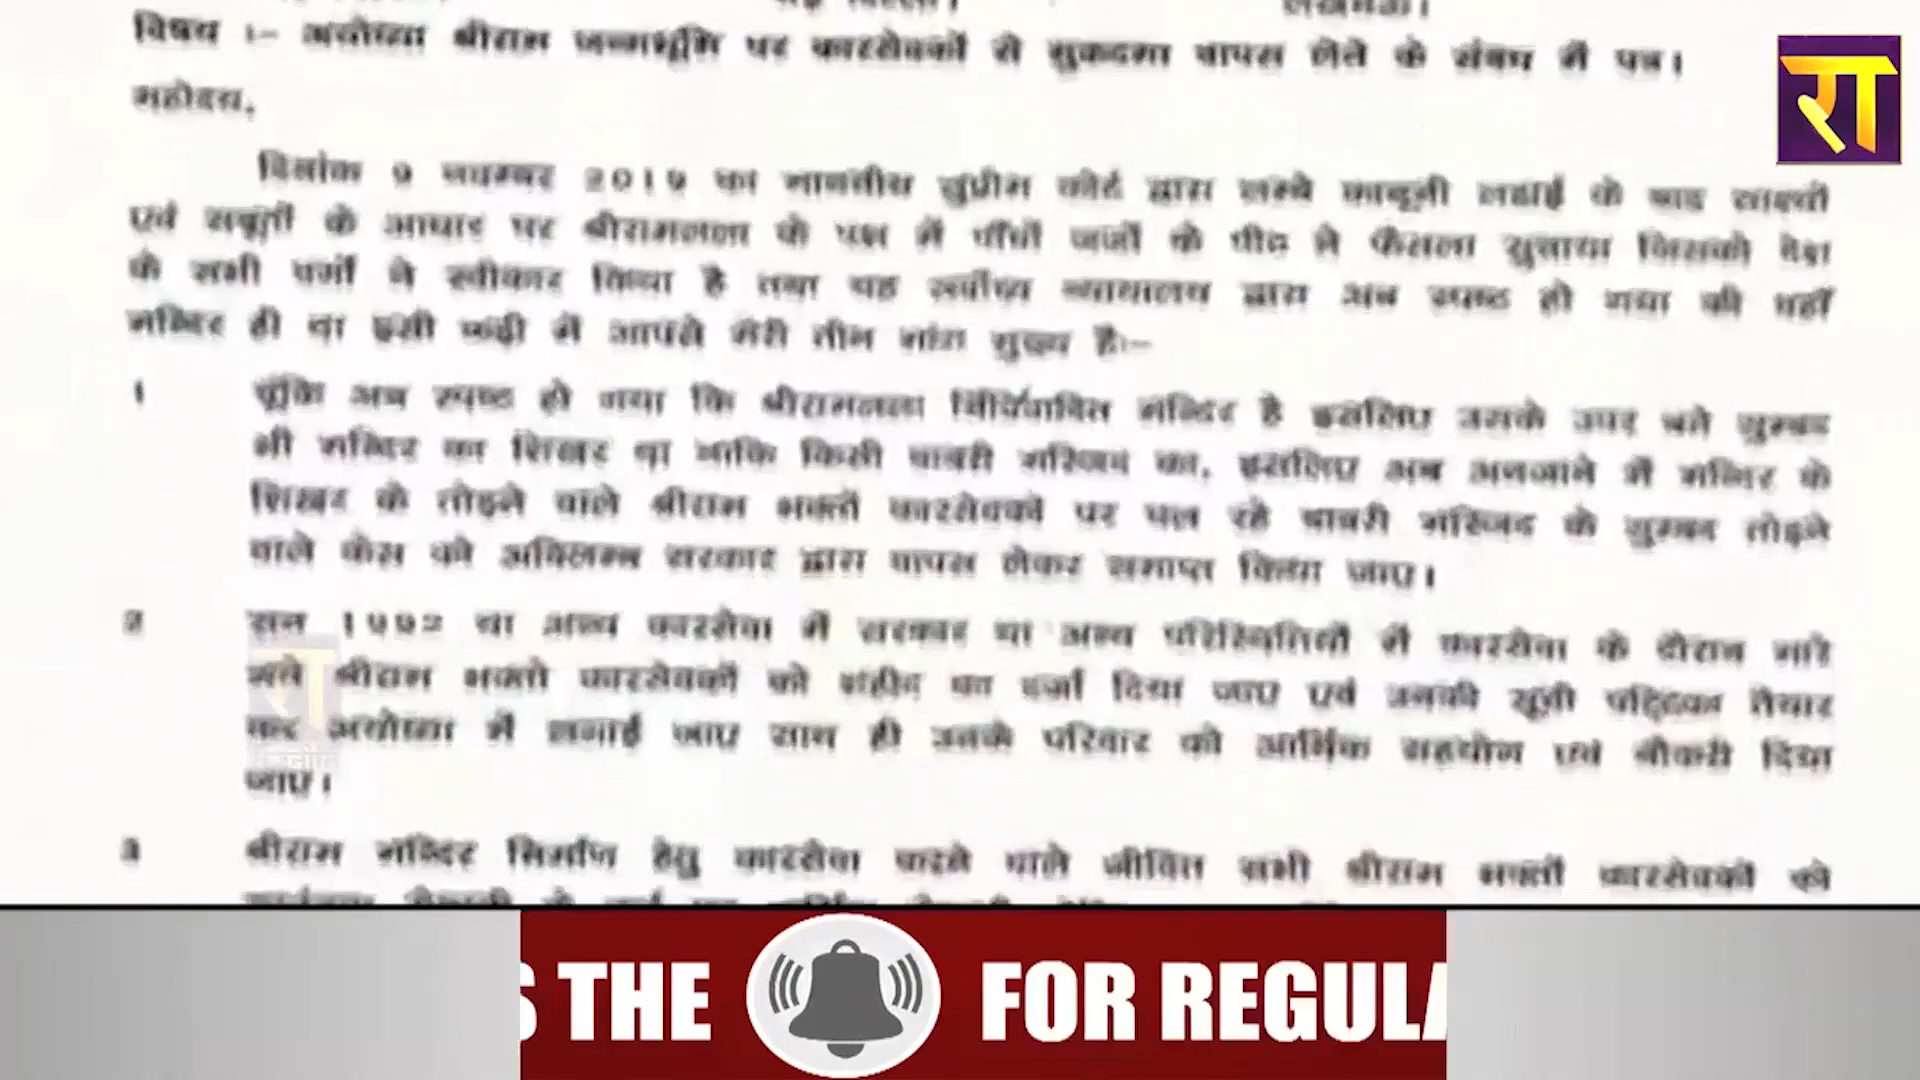 विषय :- अयोध्या श्रीराम जन्मभूमि पर कारसेवकों से मुकदमा वापस लेने के संबध में पत्र।
रा
महोदय,
दिनांक 9 नवम्बर 2019 का माननीय सुप्रीम कोर्ट द्वारा लम्बे कानूनी लडाई के बाद साक्ष्यों
एवं सबूतों के आधार पर श्रीरामलला के पक्ष में पाँचों जजों के पीठ ने फैसला सुनाया जिसको देश
के सभी वर्गों ने स्वीकार किया है तथा यह सर्वोच्च न्यायालय द्वारा अब स्पष्ट हो गया की वहाँ
मन्दिर ही था इसी कड़ी में आपसे मेरी तीन मांग मुख्य है:-
1 चूंकि अब स्पष्ट हो गया कि श्रीरामलला मन्दिर है इसलिए उसके उपर बने गुम्बद
भी मन्दिर का शिखर था नाकि किसी बाबरी मस्जिद का, इसलिए अब अनजाने में मन्दिर के
शिखर के तोड़ने वाले श्रीराम भक्तों कारसेवकों पर चल रहे बाबरी मस्जिद के गुम्बद तोड़ने
वाले केस को अविलम्ब सरकार द्वारा वापस लेकर समाप्त किया जाए।
2 सन 1992 या अन्य कारसेवा में सरकार या अन्य परिस्थितियों में कारसेवा के दौरान मारे
गये श्रीराम भक्तो कारसेवकों को शहीद का दर्जा दिया जाए एवं उनकी सूची पट्टिका तैयार
कर अयोध्या में लगाई जाए साथ ही उनके परिवार को आर्थिक सहयोग एवं नौकरी दिया
जाए।
3 श्रीराम मन्दिर निर्माण हेतु कारसेवा करने वाले जीवित सभी श्रीराम भक्तों कारसेवकों को
S THE FOR REGULA